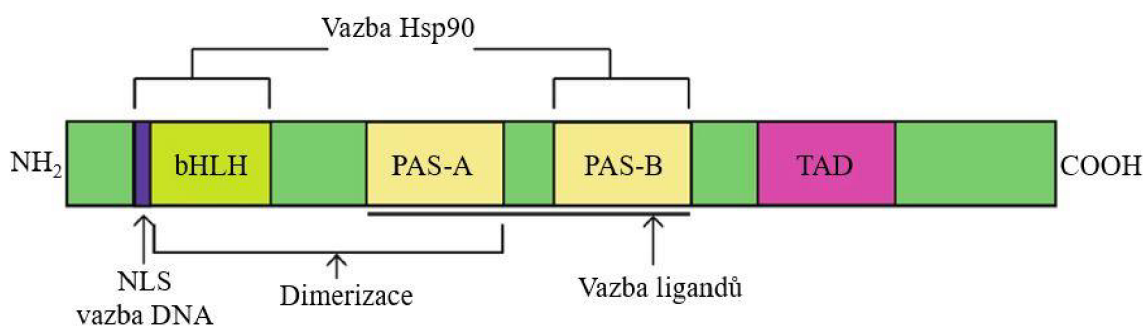 Vazba Hsp90
NH₂ bHLH PAS-A PAS-B TAD COOH
NLS
vazba DNA
Dimerizace
Vazba ligandů